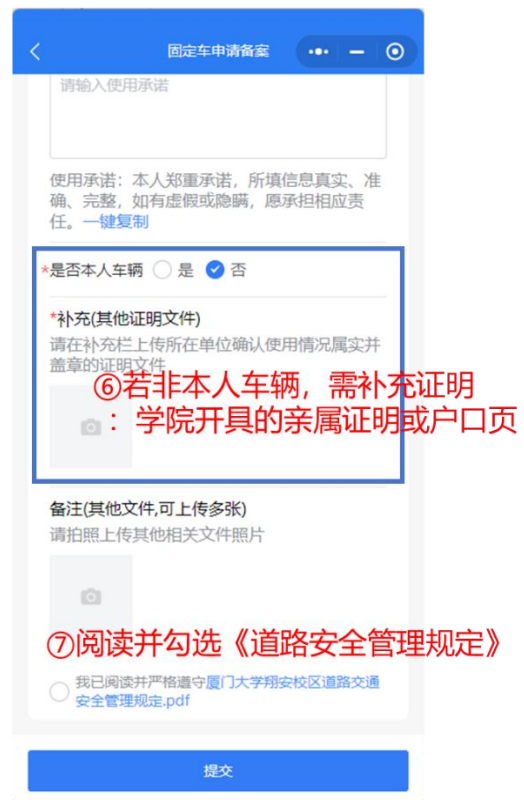 固定车申请备案
请输入使用承诺
使用承诺：本人郑重承诺，所填信息真实、准
确、完整，如有虚假或隐瞒，愿承担相应责
任。一键复制
*是否本人车辆 是 否
*补充(其他证明文件)
请在补充栏上传所在单位确认使用情况属实并
盖章的证明文件
⑥若非本人车辆，需补充证明
：学院开具的亲属证明或户口页
备注(其他文件,可上传多张)
请拍照上传其他相关文件照片
⑦阅读并勾选《道路安全管理规定》
我已阅读并严格遵守厦门大学翔安校区道路交通
安全管理规定.pdf
提交